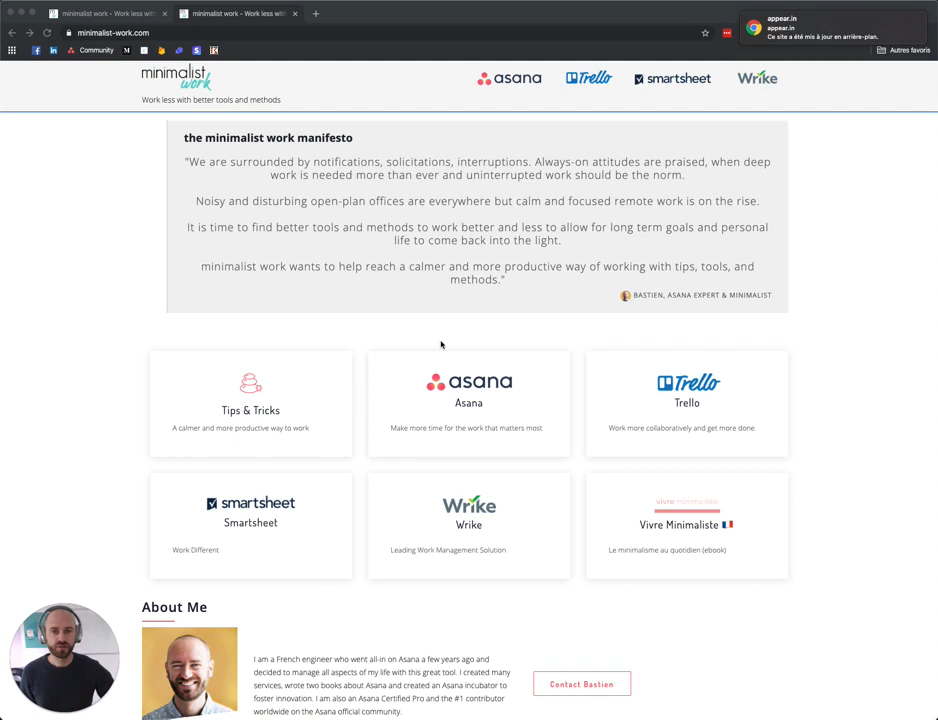 minimalist work - Work less wit
minimalist work - Work less wit
minimalist-work.com
appear.in
appear.in
Ce site a été mis à jour en arrière-plan.
Community
Autres favoris
minimalist
work
Work less with better tools and methods
asana
Trello
smartsheet
Wrike
the minimalist work manifesto
"We are surrounded by notifications, solicitations, interruptions. Always-on attitudes are praised, when deep
work is needed more than ever and uninterrupted work should be the norm.
Noisy and disturbing open-plan offices are everywhere but calm and focused remote work is on the rise.
It is time to find better tools and methods to work better and less to allow for long term goals and personal
life to come back into the light.
minimalist work wants to help reach a calmer and more productive way of working with tips, tools, and
methods."
BASTIEN, ASANA EXPERT & MINIMALIST
Tips & Tricks
A calmer and more productive way to work
asana
Asana
Make more time for the work that matters most
Trello
Trello
Work more collaboratively and get more done.
smartsheet
Smartsheet
Work Different
Wrike
Wrike
Leading Work Management Solution
vivre minimaliste
Vivre Minimaliste
Le minimalisme au quotidien (ebook)
About Me
I am a French engineer who went all-in on Asana a few years ago and
decided to manage all aspects of my life with this great tool. I created many
services, wrote two books about Asana and created an Asana incubator to
foster innovation. I am also an Asana Certified Pro and the #1 contributor
worldwide on the Asana official community.
Contact Bastien